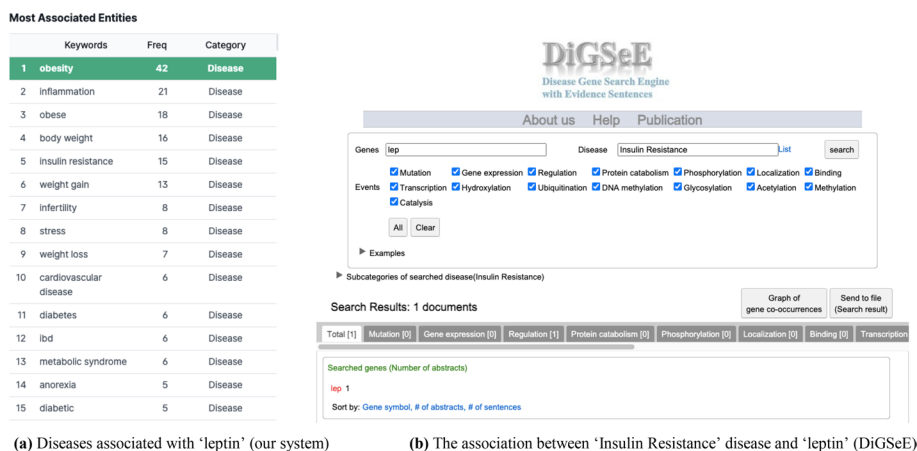 Most Associated Entities
Keywords Freq Category
1 obesity 42 Disease
2 inflammation 21 Disease
3 obese 18 Disease
4 body weight 16 Disease
5 insulin resistance 15 Disease
6 weight gain 13 Disease
7 infertility 8 Disease
8 stress 8 Disease
9 weight loss 7 Disease
10 cardiovascular disease 6 Disease
11 diabetes 6 Disease
12 ibd 6 Disease
13 metabolic syndrome 6 Disease
14 anorexia 5 Disease
15 diabetic 5 Disease
(a) Diseases associated with ‘leptin’ (our system)
DiGSeE
Disease Gene Search Engine
with Evidence Sentences
About us Help Publication
Genes lep Disease Insulin Resistance List search
Mutation Gene expression Regulation Protein catabolism Phosphorylation Localization Binding
Events Transcription Hydroxylation Ubiquitination DNA methylation Glycosylation Acetylation Methylation
Catalysis
All Clear
Examples
Subcategories of searched disease(Insulin Resistance)
Search Results: 1 documents
Graph of
gene co-occurrences
Send to file
(Search result)
Total [1] Mutation [0] Gene expression [0] Regulation [1] Protein catabolism [0] Phosphorylation [0] Localization [0] Binding [0] Transcription
Searched genes (Number of abstracts)
lep 1
Sort by: Gene symbol, # of abstracts, # of sentences
(b) The association between ‘Insulin Resistance’ disease and ‘leptin’ (DiGSeE)